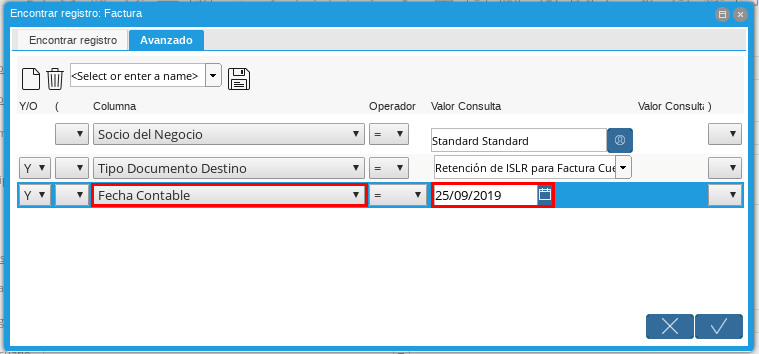 Encontrar registro: Factura
Encontrar registro Avanzado
<Select or enter a name>
Y/O ( Columna Operador Valor Consulta Valor Consulta )
Socio del Negocio = Standard Standard
Y Tipo Documento Destino = Retención de ISLR para Factura Cue
Y Fecha Contable = 25/09/2019